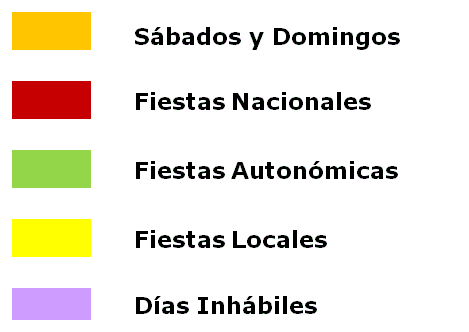 Sábados y Domingos
Fiestas Nacionales
Fiestas Autonómicas
Fiestas Locales
Días Inhábiles